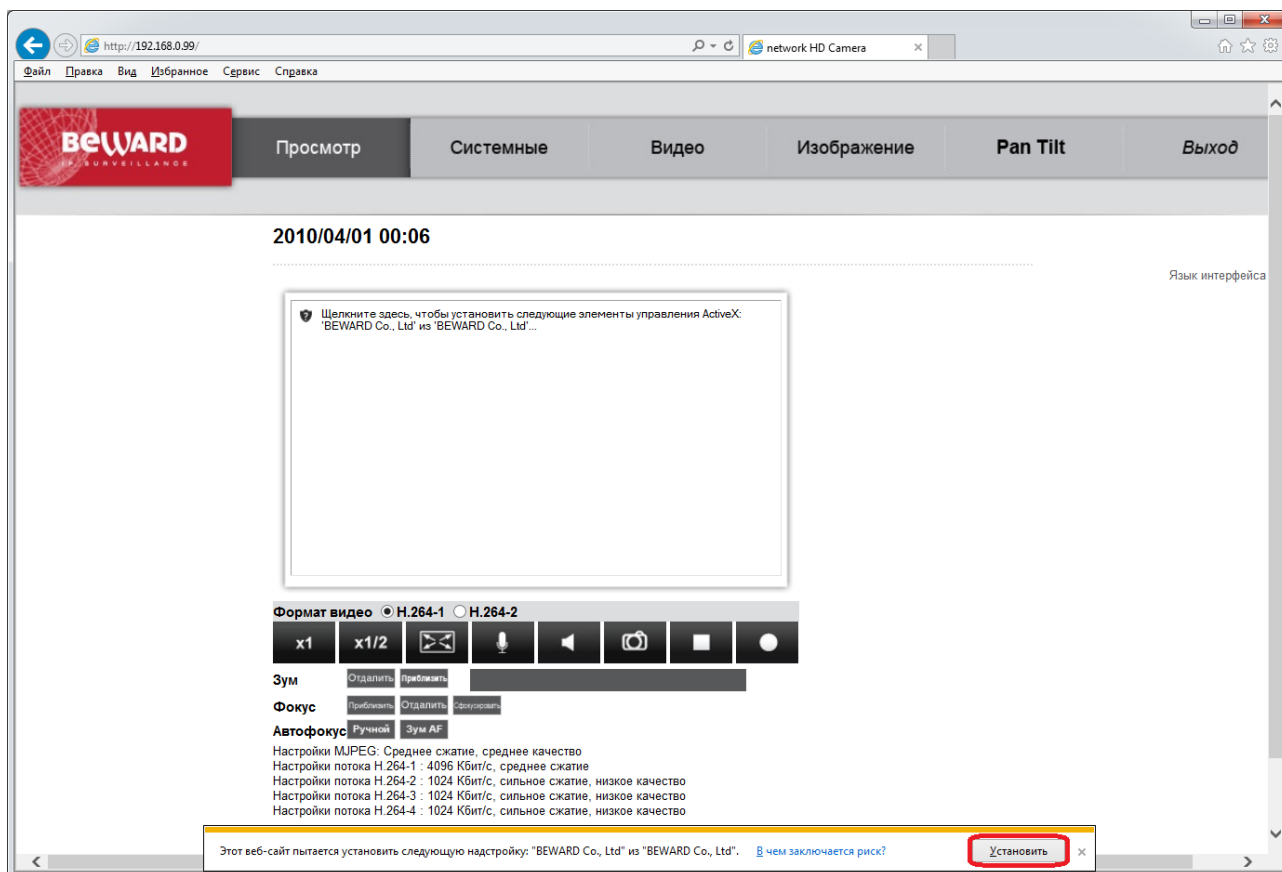 http://192.168.0.99/
network HD Camera
Файл Правка Вид Избранное Сервис Справка
BEWARD
IP SURVEILLANCE
Просмотр Системные Видео Изображение Pan Tilt Выход
2010/04/01 00:06
Язык интерфейса
Щелкните здесь, чтобы установить следующие элементы управления ActiveX:
'BEWARD Co., Ltd' из 'BEWARD Co., Ltd'...
Формат видео H.264-1 H.264-2
x1 x1/2
Зум Отдалить Приблизить
Фокус Приблизить Отдалить Сфокусировать
Автофокус Ручной Зум AF
Настройки MJPEG: Среднее сжатие, среднее качество
Настройки потока H.264-1 : 4096 Кбит/с, среднее сжатие
Настройки потока H.264-2 : 1024 Кбит/с, сильное сжатие, низкое качество
Настройки потока H.264-3 : 1024 Кбит/с, сильное сжатие, низкое качество
Настройки потока H.264-4 : 1024 Кбит/с, сильное сжатие, низкое качество
Этот веб-сайт пытается установить следующую надстройку: "BEWARD Co., Ltd" из "BEWARD Co., Ltd". В чем заключается риск? Установить